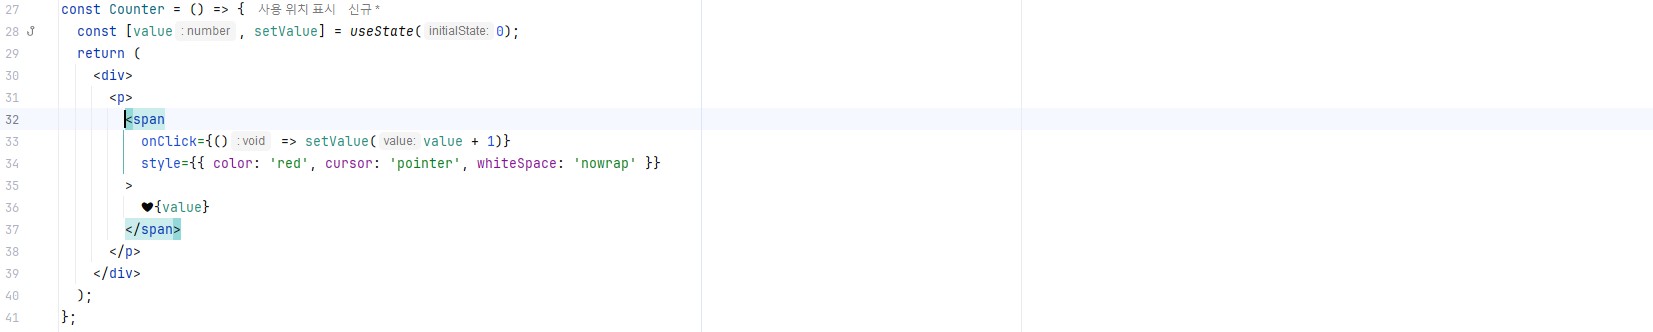 27 const Counter = () => { 사용 위치 표시 신규 *
28 const [value : number , setValue] = useState( initialState: 0);
29 return (
30 <div>
31 <p>
32 <span
33 onClick={() : void => setValue( value: value + 1)}
34 style={{ color: 'red', cursor: 'pointer', whiteSpace: 'nowrap' }}
35 >
36 ♥{value}
37 </span>
38 </p>
39 </div>
40 );
41 };